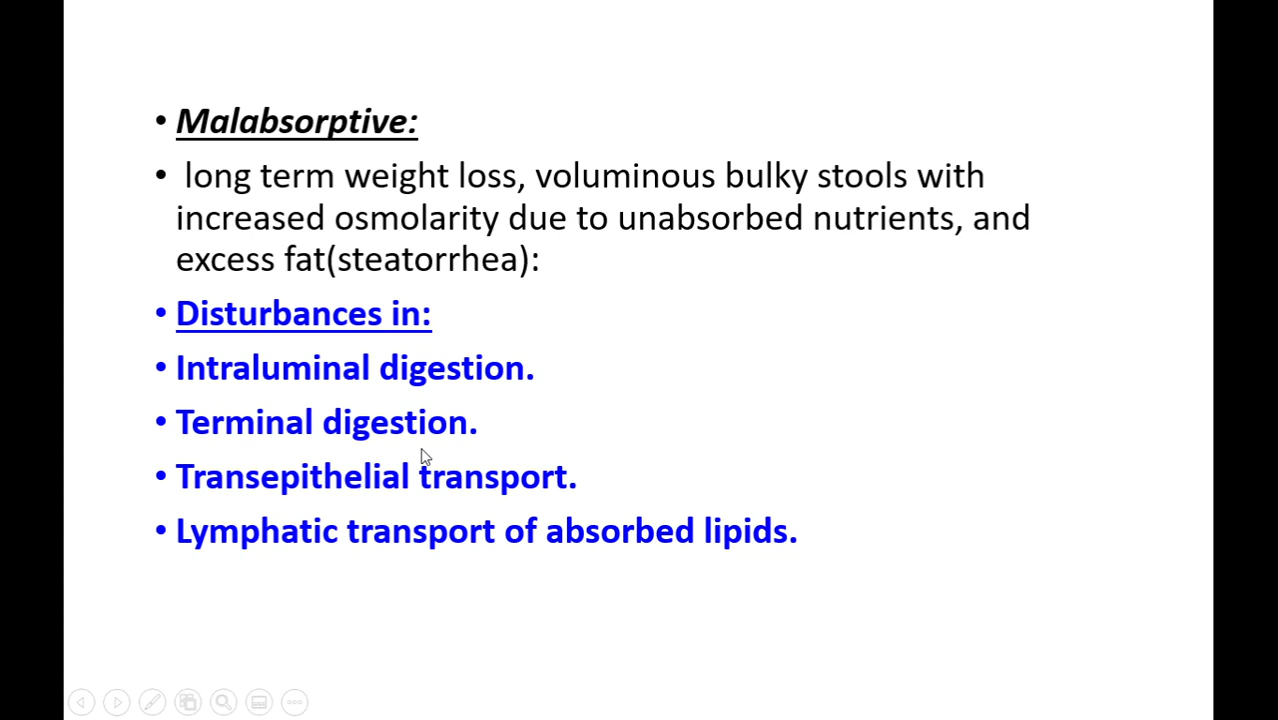 • Malabsorptive:
• long term weight loss, voluminous bulky stools with
increased osmolarity due to unabsorbed nutrients, and
excess fat(steatorrhea):
• Disturbances in:
• Intraluminal digestion.
• Terminal digestion.
• Transepithelial transport.
• Lymphatic transport of absorbed lipids.